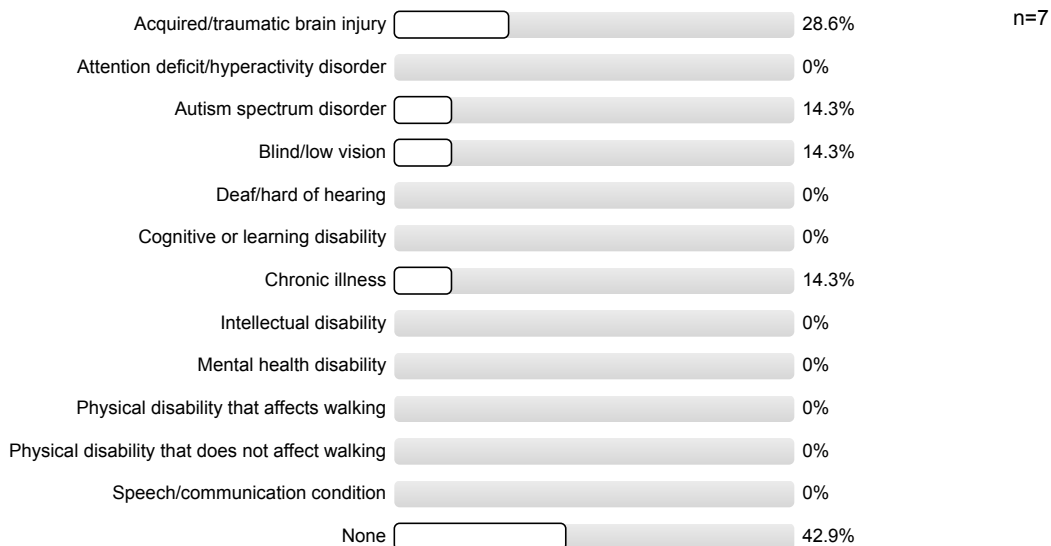 Acquired/traumatic brain injury 28.6% n=7
Attention deficit/hyperactivity disorder 0%
Autism spectrum disorder 14.3%
Blind/low vision 14.3%
Deaf/hard of hearing 0%
Cognitive or learning disability 0%
Chronic illness 14.3%
Intellectual disability 0%
Mental health disability 0%
Physical disability that affects walking 0%
Physical disability that does not affect walking 0%
Speech/communication condition 0%
None 42.9%